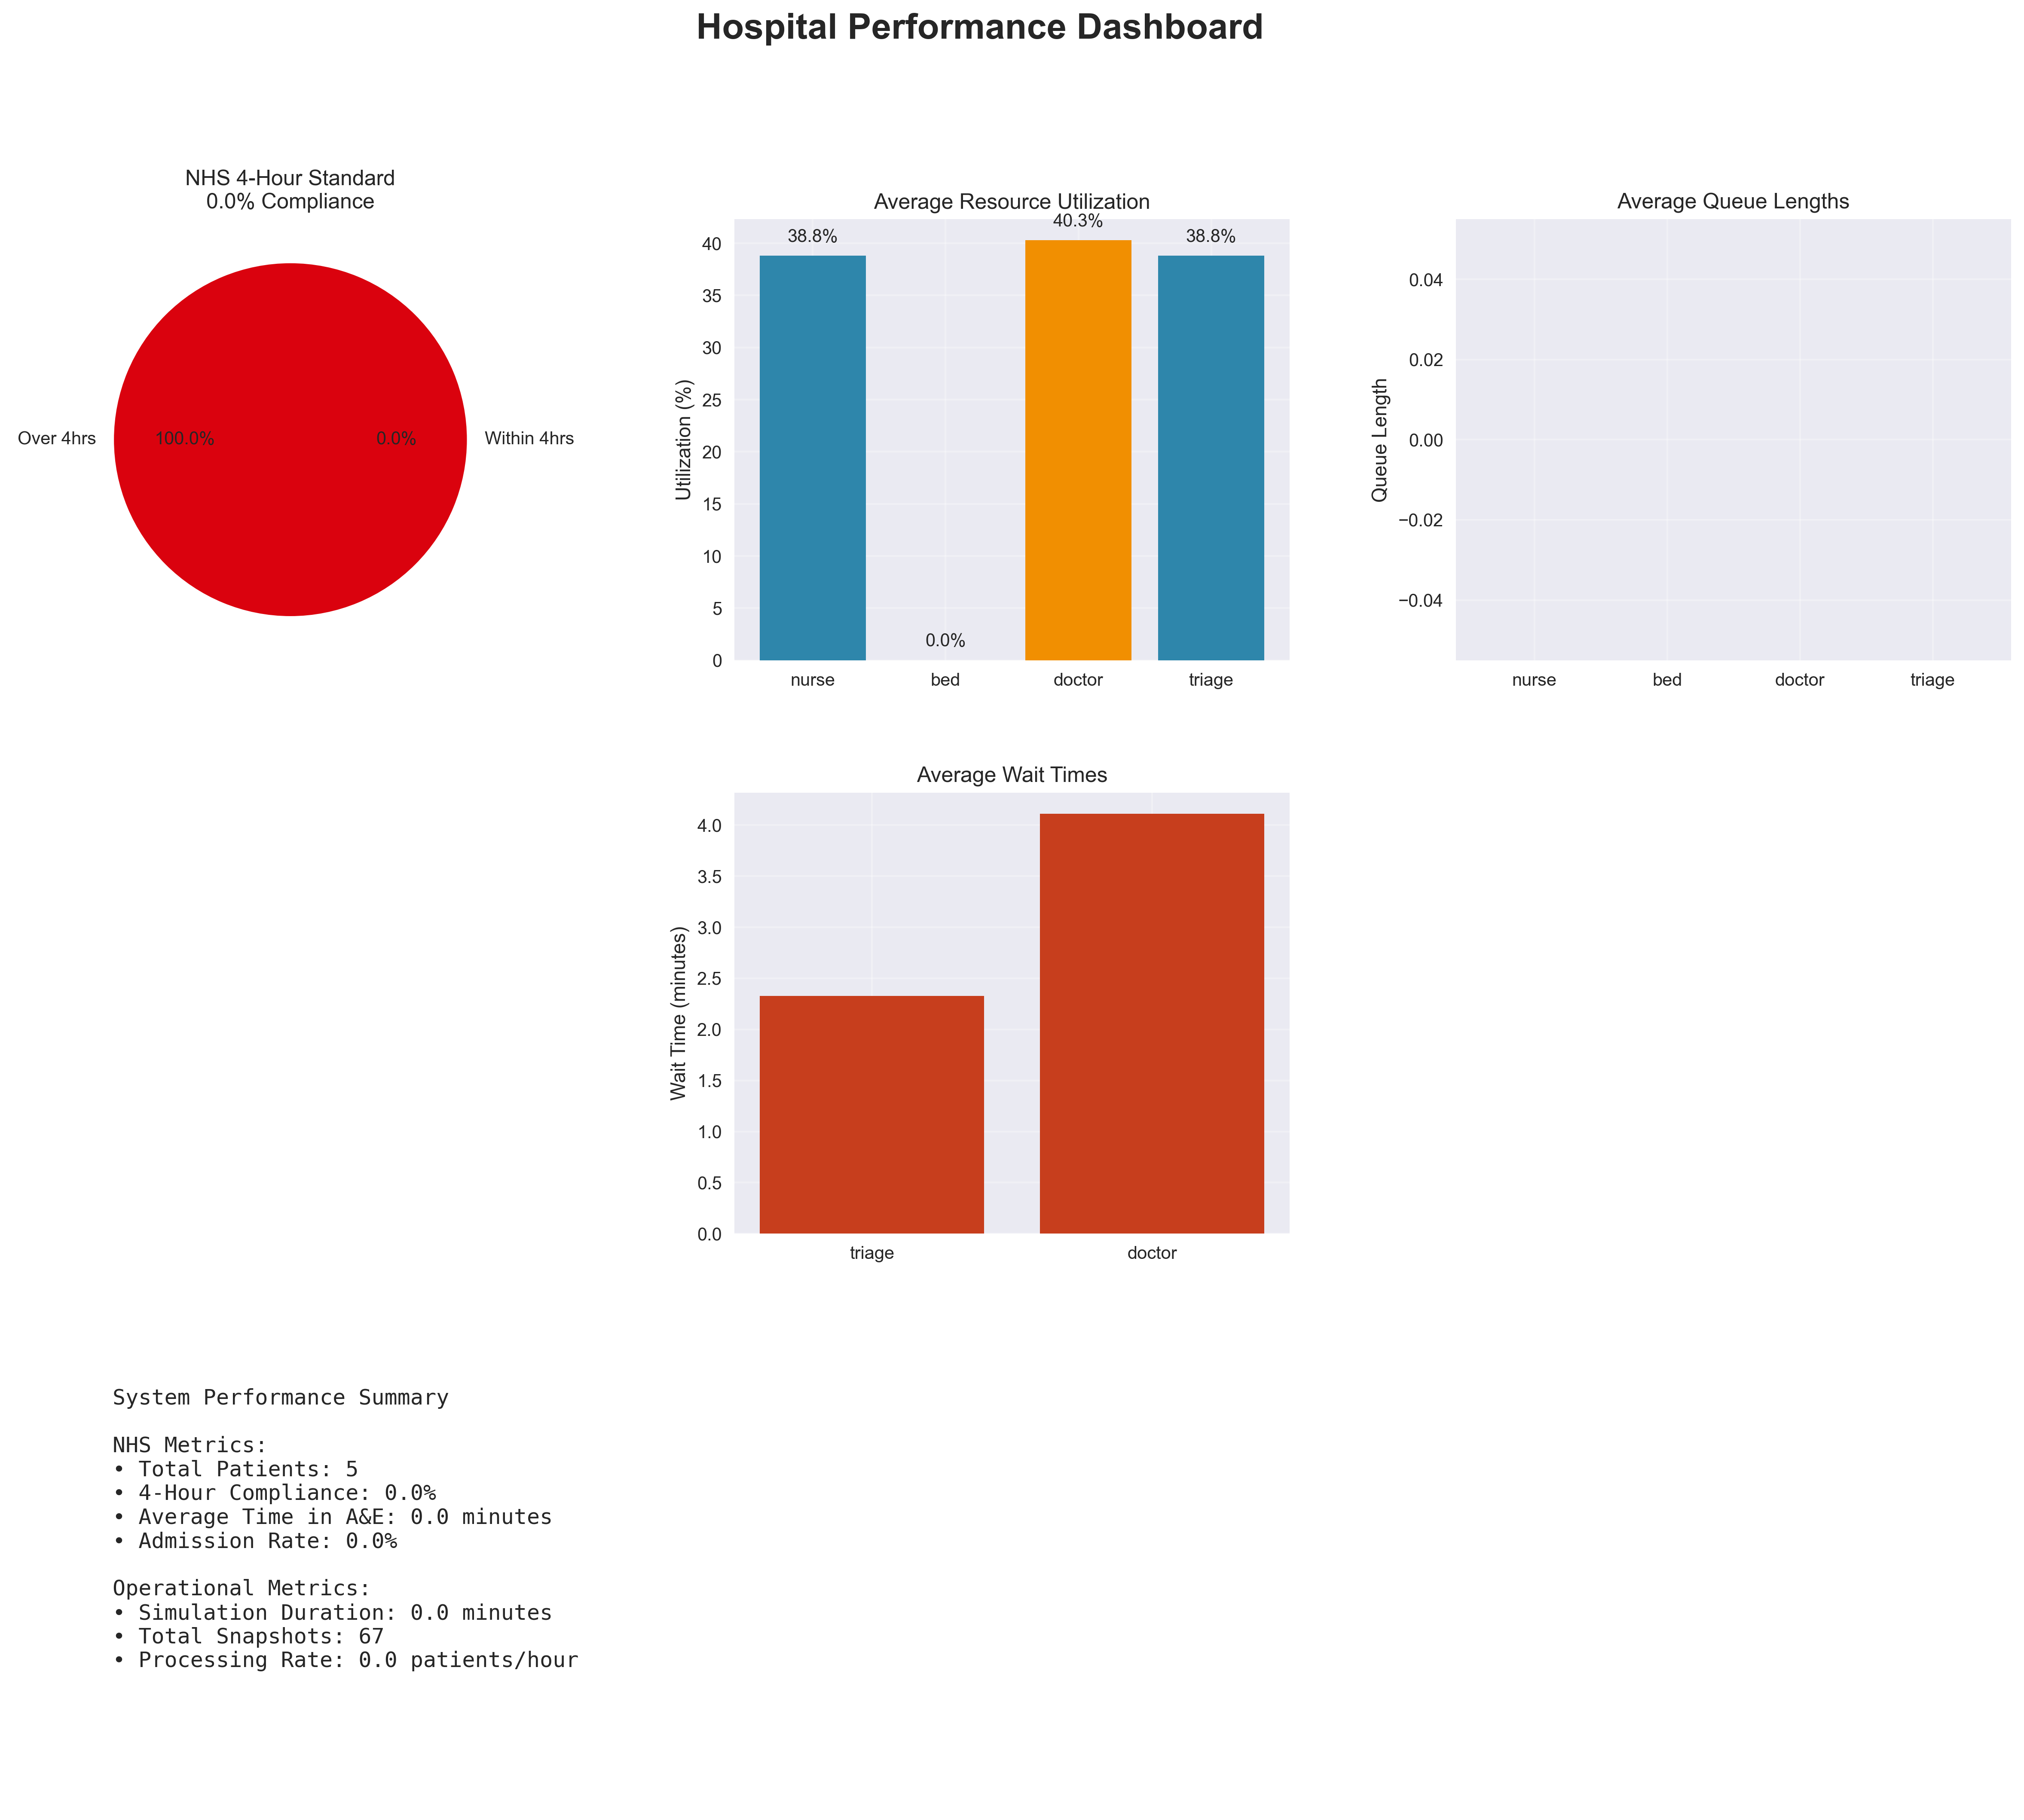 Hospital Performance Dashboard
NHS 4-Hour Standard
0.0% Compliance
Over 4hrs
100.0%
0.0%
Within 4hrs
Average Resource Utilization
Utilization (%)
40
35
30
25
20
15
10
5
0
38.8%
0.0%
40.3%
38.8%
nurse
bed
doctor
triage
Average Queue Lengths
Queue Length
0.04
0.02
0.00
−0.02
−0.04
nurse
bed
doctor
triage
Average Wait Times
Wait Time (minutes)
4.0
3.5
3.0
2.5
2.0
1.5
1.0
0.5
0.0
triage
doctor
System Performance Summary
NHS Metrics:
• Total Patients: 5
• 4-Hour Compliance: 0.0%
• Average Time in A&E: 0.0 minutes
• Admission Rate: 0.0%
Operational Metrics:
• Simulation Duration: 0.0 minutes
• Total Snapshots: 67
• Processing Rate: 0.0 patients/hour